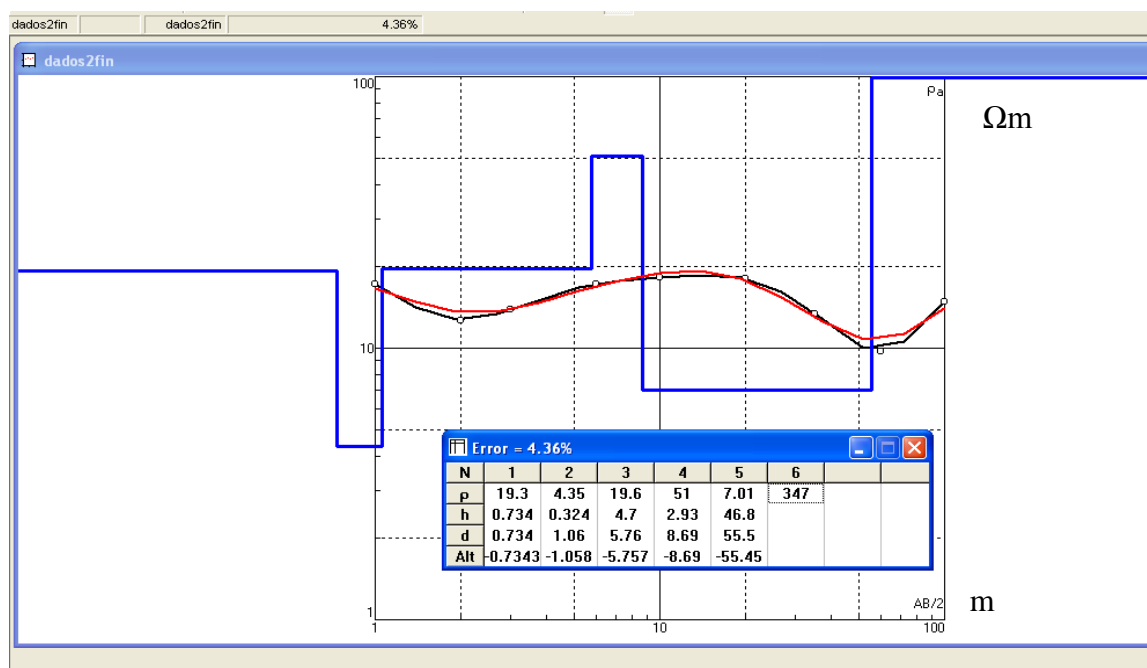 dados2fin dados2fin 4.36%
dados2fin
100 ρa
Ωm
10
Error = 4.36%
N 1 2 3 4 5 6
ρ 19.3 4.35 19.6 51 7.01 347
h 0.734 0.324 4.7 2.93 46.8
d 0.734 1.06 5.76 8.69 55.5
Alt -0.7343 -1.058 -5.757 -8.69 -55.45
1 AB/2 m
1 10 100